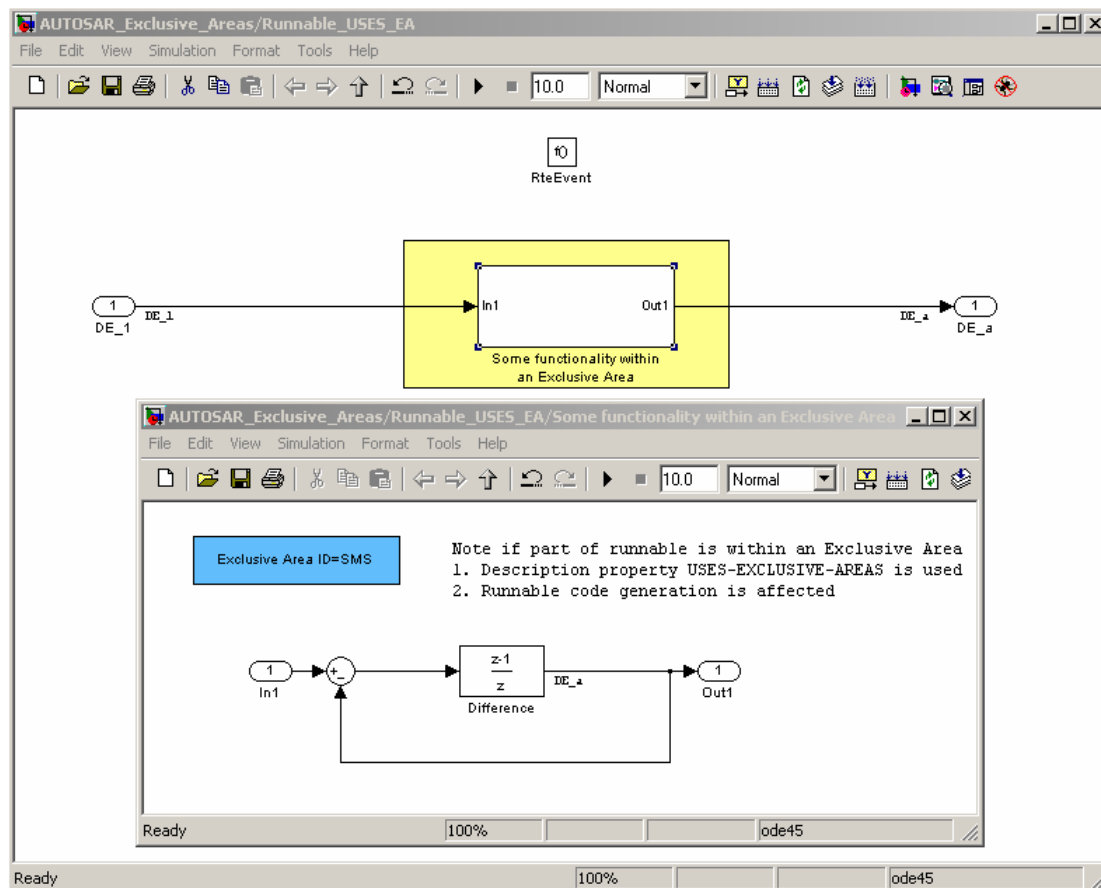 AUTOSAR_Exclusive_Areas/Runnable_USES_EA
File Edit View Simulation Format Tools Help
10.0 Normal
f()
RteEvent
1 In1 Out1 1
DE_1 DE_a
DE_1 DE_a
Some functionality within
an Exclusive Area
AUTOSAR_Exclusive_Areas/Runnable_USES_EA/Some functionality within an Exclusive Area
File Edit View Simulation Format Tools Help
10.0 Normal
Exclusive Area ID=SMS
Note if part of runnable is within an Exclusive Area
1. Description property USES-EXCLUSIVE-AREAS is used
2. Runnable code generation is affected
z-1
1 +_ z 1
DE_a
In1 Out1
Difference
Ready 100% ode45
Ready 100% ode45